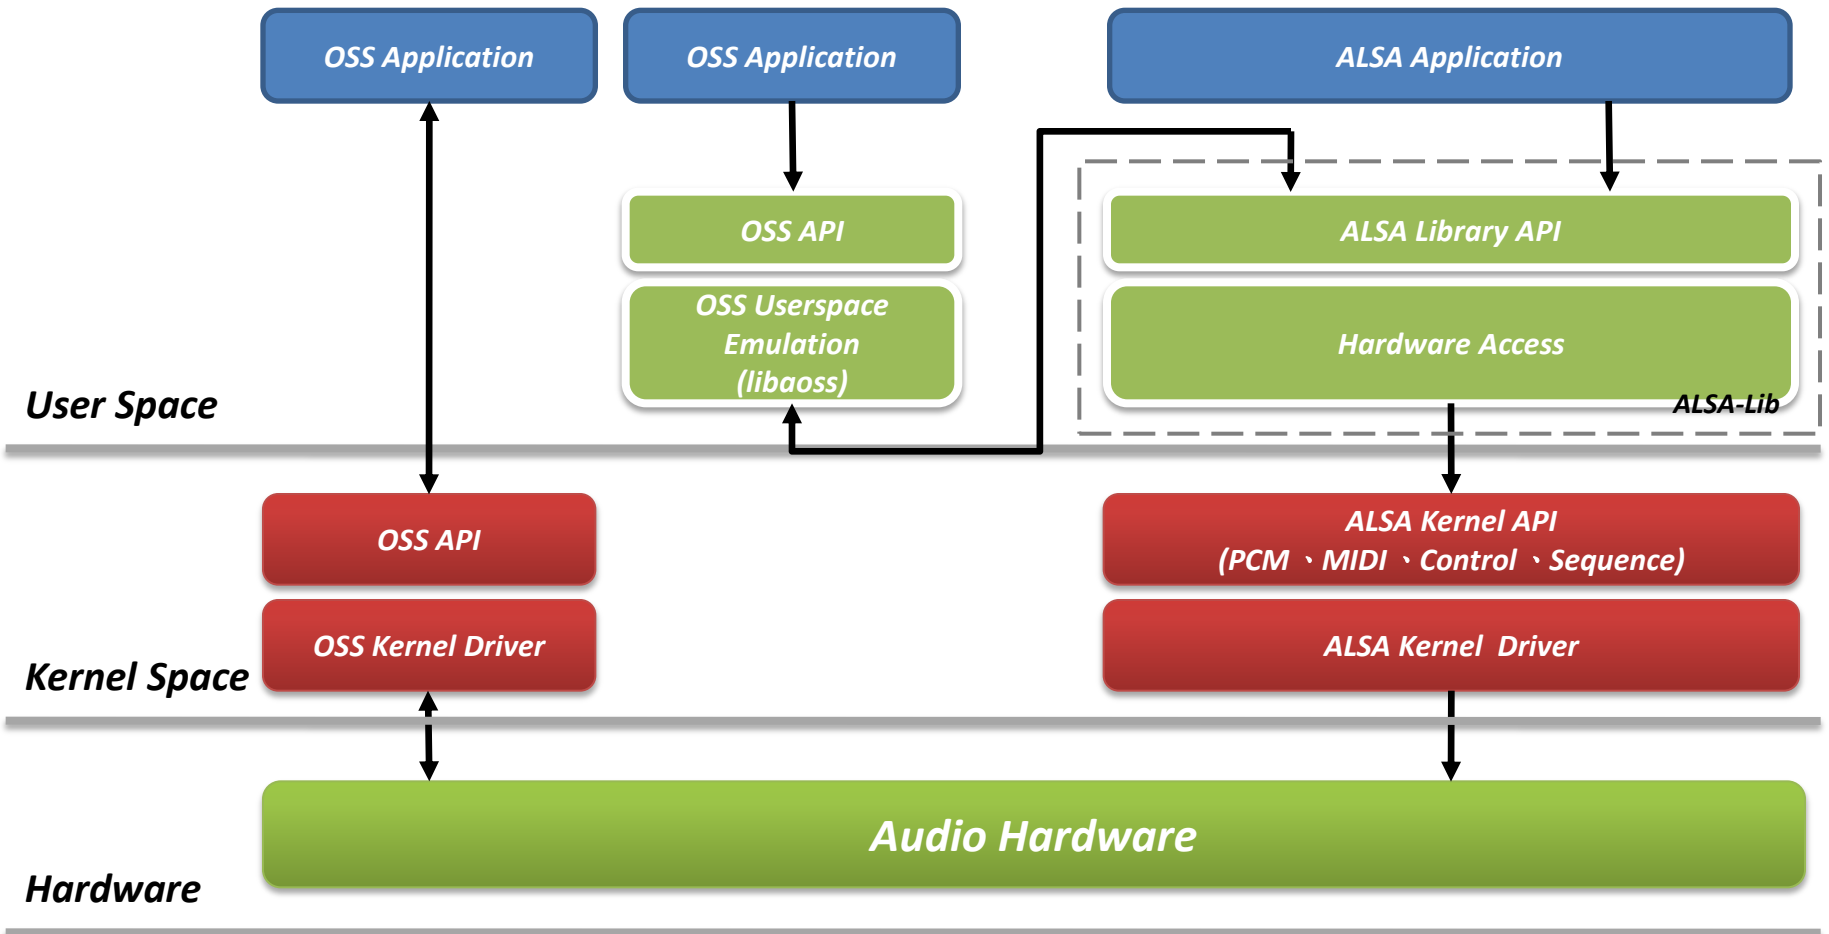 OSS Application
OSS Application
ALSA Application
OSS API
ALSA Library API
OSS Userspace
Emulation
(libaoss)
Hardware Access
ALSA-Lib
User Space
OSS API
ALSA Kernel API
(PCM、MIDI、Control、Sequence)
OSS Kernel Driver
ALSA Kernel  Driver
Kernel Space
Audio Hardware
Hardware